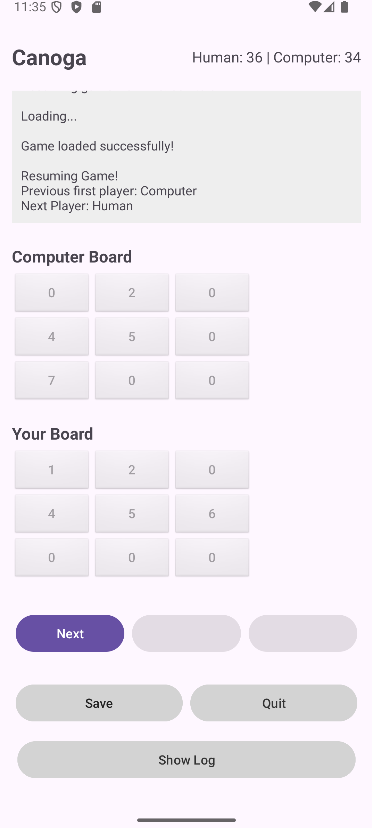 11:35
Canoga
Human: 36 | Computer: 34
Loading...
Game loaded successfully!
Resuming Game!
Previous first player: Computer
Next Player: Human
Computer Board
0 2 0
4 5 0
7 0 0
Your Board
1 2 0
4 5 6
0 0 0
Next
Save Quit
Show Log